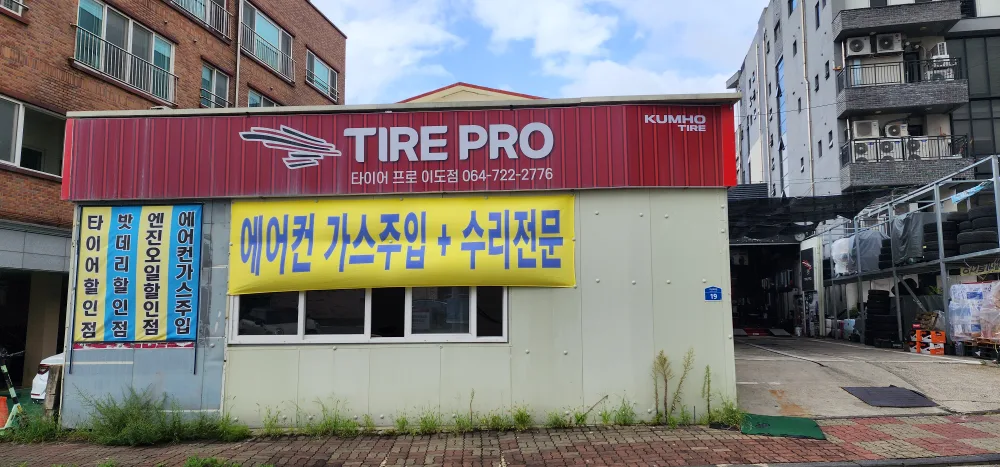 TIRE PRO
KUMHO
TIRE
타이어 프로 이도점 064-722-2776
에어컨 가스주입 + 수리전문
타이어할인점
밧데리할인점
엔진오일할인점
에어컨가스주입
19